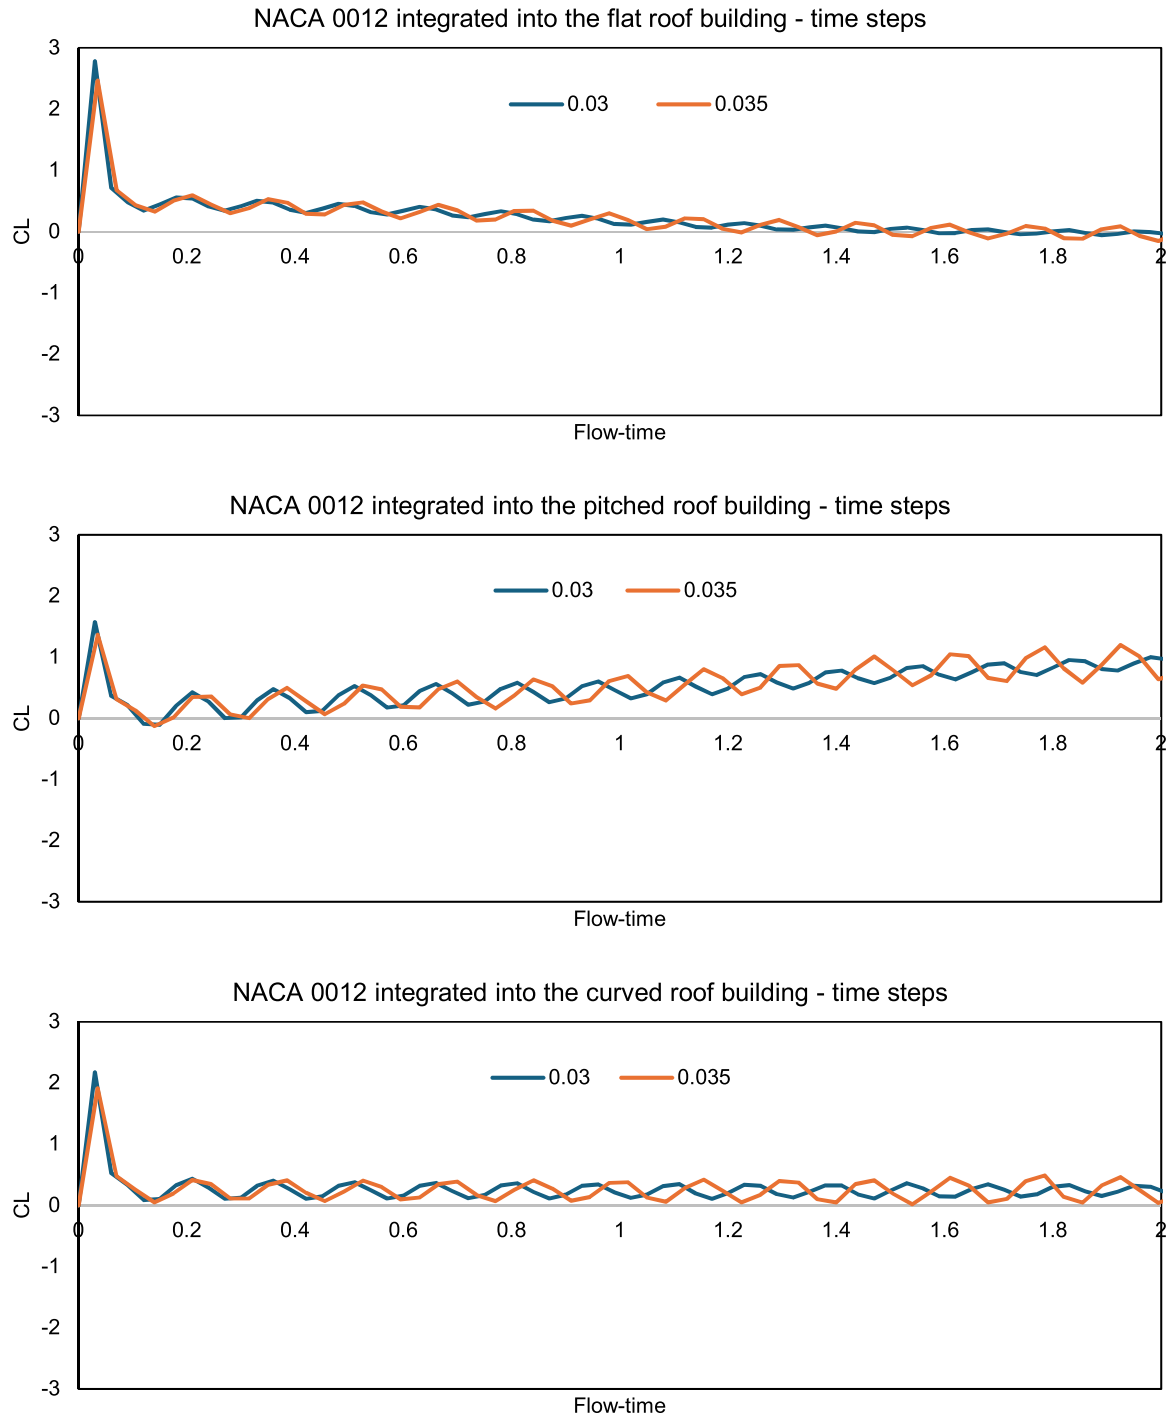 NACA 0012 integrated into the flat roof building - time steps
3
0.03 0.035
2
1
CL
0
0 0.2 0.4 0.6 0.8 1 1.2 1.4 1.6 1.8 2
-1
-2
-3
Flow-time
NACA 0012 integrated into the pitched roof building - time steps
3
0.03 0.035
2
1
CL
0
0 0.2 0.4 0.6 0.8 1 1.2 1.4 1.6 1.8 2
-1
-2
-3
Flow-time
NACA 0012 integrated into the curved roof building - time steps
3
0.03 0.035
2
1
CL
0
0 0.2 0.4 0.6 0.8 1 1.2 1.4 1.6 1.8 2
-1
-2
-3
Flow-time